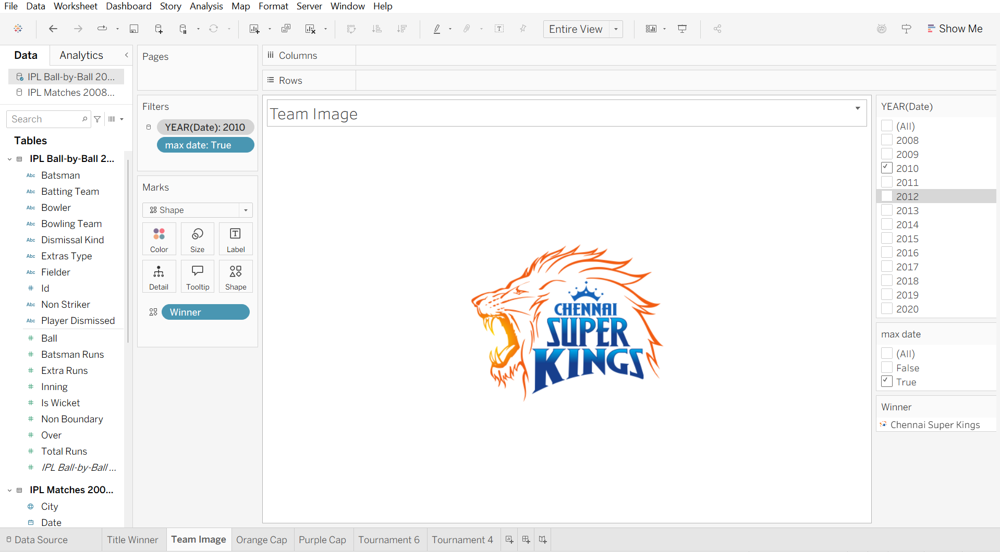 File Data Worksheet Dashboard Story Analysis Map Format Server Window Help
Entire View
Show Me
Data Analytics
IPL Ball-by-Ball 20...
IPL Matches 2008...
Search
Tables
IPL Ball-by-Ball 2...
Abc Batsman
Abc Batting Team
Abc Bowler
Abc Bowling Team
Abc Dismissal Kind
Abc Extras Type
Abc Fielder
# Id
Abc Non Striker
Abc Player Dismissed
# Ball
# Batsman Runs
# Extra Runs
# Inning
# Is Wicket
# Non Boundary
# Over
# Total Runs
# IPL Ball-by-Ball ...
IPL Matches 200...
City
Date
Pages
Filters
YEAR(Date): 2010
max date: True
Marks
Shape
Color Size Label
Detail Tooltip Shape
Winner
Columns
Rows
Team Image
CHENNAI
SUPER
KINGS
YEAR(Date)
(All)
2008
2009
2010
2011
2012
2013
2014
2015
2016
2017
2018
2019
2020
max date
(All)
False
True
Winner
Chennai Super Kings
Data Source Title Winner Team Image Orange Cap Purple Cap Tournament 6 Tournament 4